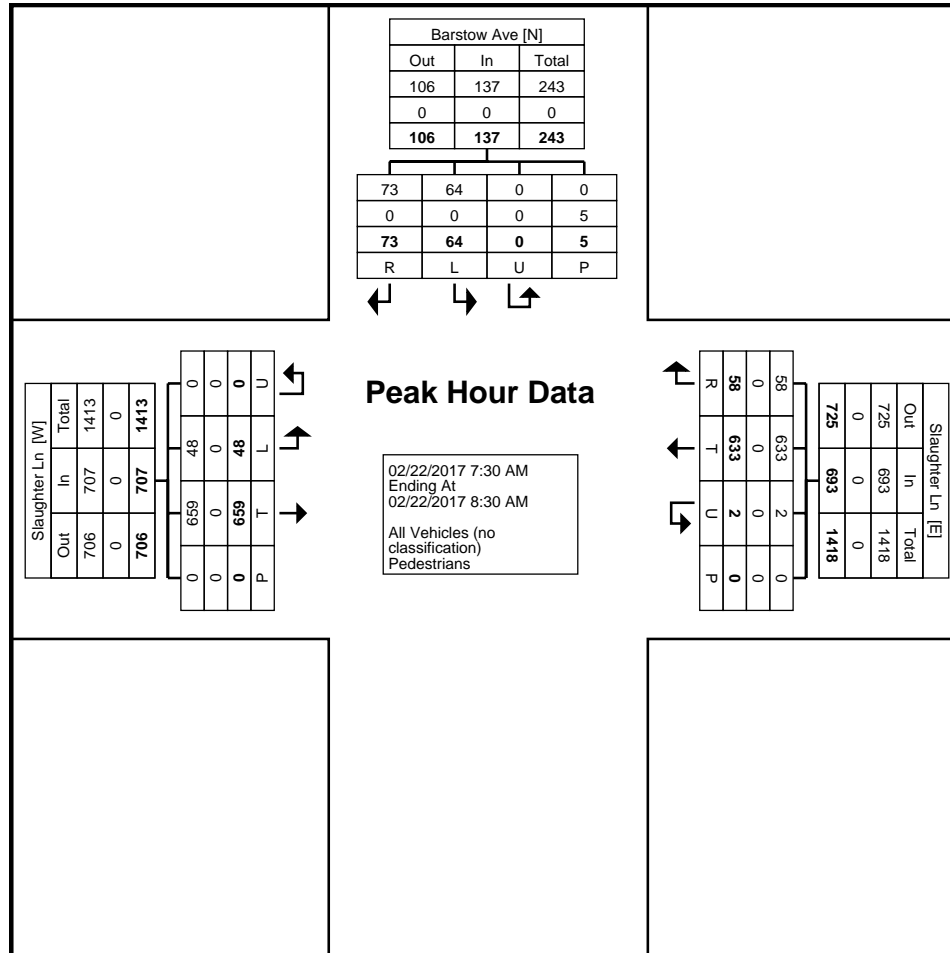 Barstow Ave [N]
Out In Total
106 137 243
0 0 0
106 137 243
73 64 0 0
0 0 0 5
73 64 0 5
R L U P
Peak Hour Data
02/22/2017 7:30 AM
Ending At
02/22/2017 8:30 AM
All Vehicles (no
classification)
Pedestrians
Slaughter Ln [W]
Out In Total
706 707 1413
0 0 0
706 707 1413
0 659 48 0
0 0 0 0
0 659 48 0
P T L U
Slaughter Ln [E]
Out In Total
725 693 1418
0 0 0
725 693 1418
58 633 2 0
0 0 0 0
58 633 2 0
R T U P